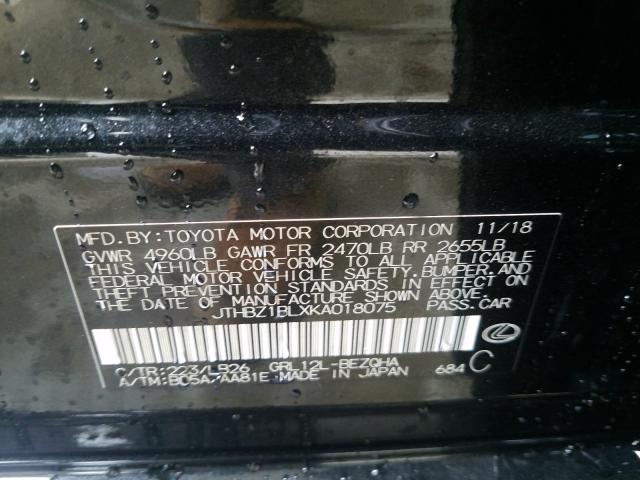 MFD.BY:TOYOTA MOTOR CORPORATION 11/18
GVWR 4960LB GAWR FR 2470LB RR 2655LB
THIS VEHICLE CONFORMS TO ALL APPLICABLE
FEDERAL MOTOR VEHICLE SAFETY,BUMPER,AND
THEFT PREVENTION STANDARDS IN EFFECT ON
THE DATE OF MANUFACTURE SHOWN ABOVE.
JTHBZ1BLXKA018075 PASS.CAR
C/TR:223/LB26 GRL12L-BEZQHA
A/TM:BC5A/AA81E MADE IN JAPAN 684 C